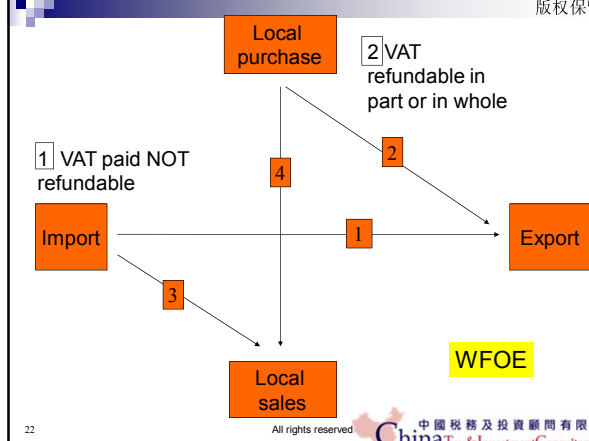 版权保
Local
purchase
2 VAT
refundable in
part or in whole
1 VAT paid NOT
refundable
2
4
Import
1
Export
3
WFOE
Local
sales
22
All rights reserved
中國税務及投資顧問有限